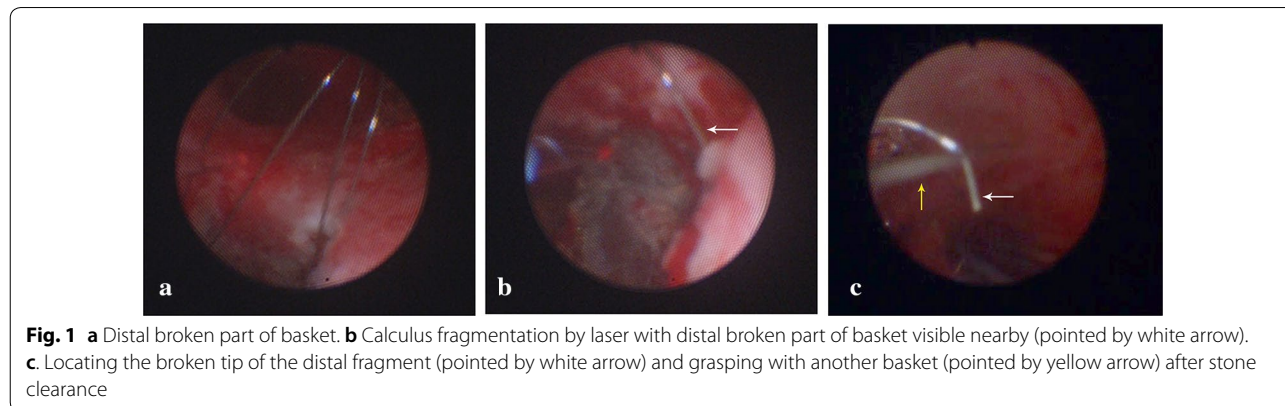 a
b
c
Fig. 1 a Distal broken part of basket. b Calculus fragmentation by laser with distal broken part of basket visible nearby (pointed by white arrow).
c. Locating the broken tip of the distal fragment (pointed by white arrow) and grasping with another basket (pointed by yellow arrow) after stone
clearance